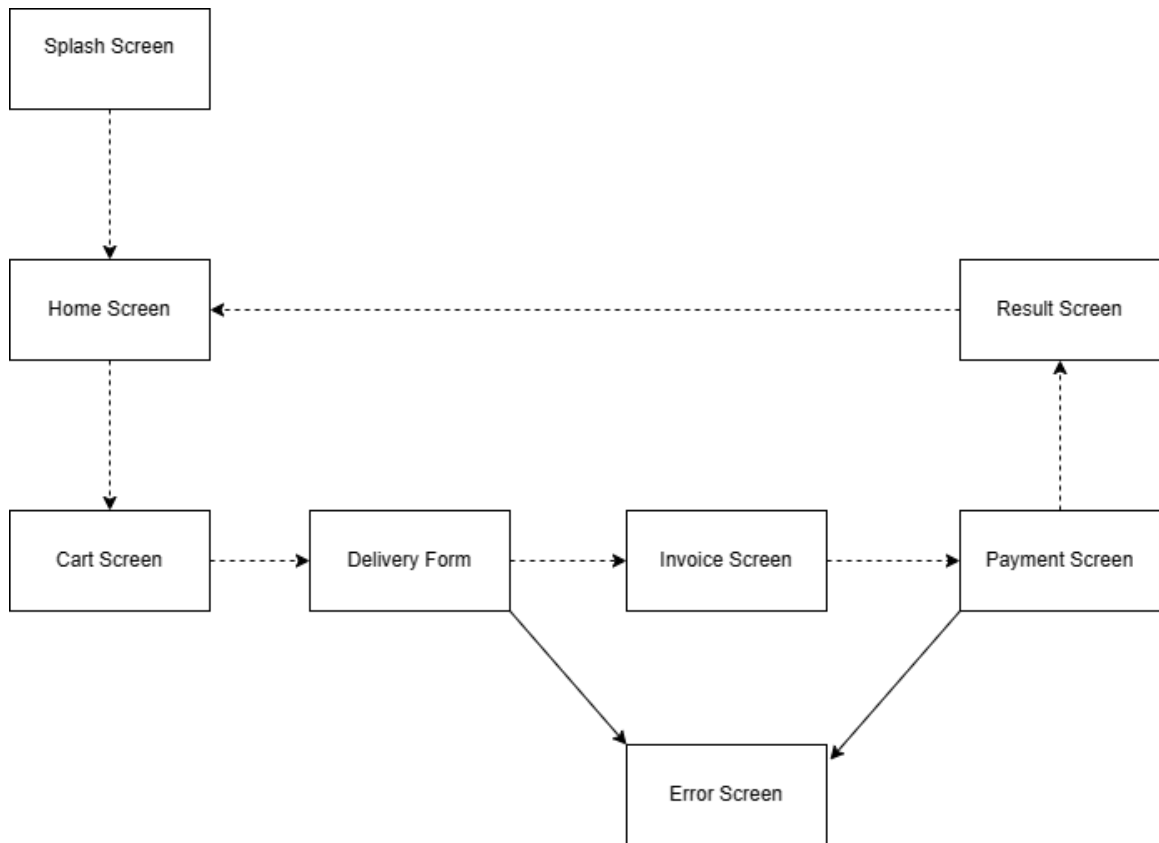 Splash Screen
Home Screen
Result Screen
Cart Screen
Delivery Form
Invoice Screen
Payment Screen
Error Screen